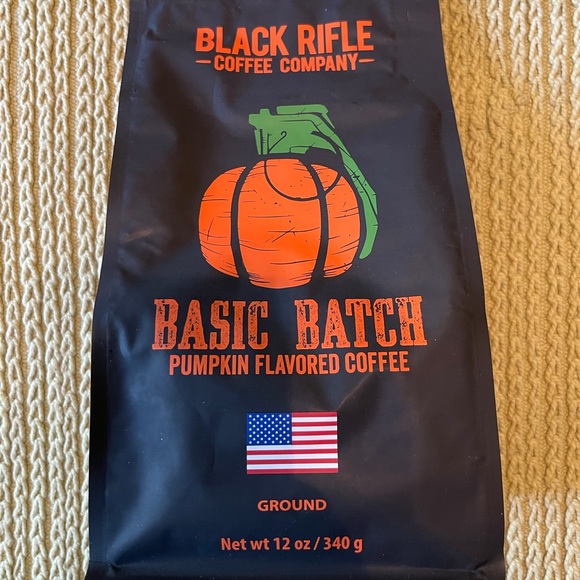 BLACK RIFLE
COFFEE COMPANY
BASIC BATCH
PUMPKIN FLAVORED COFFEE
GROUND
Net wt 12 oz / 340 g